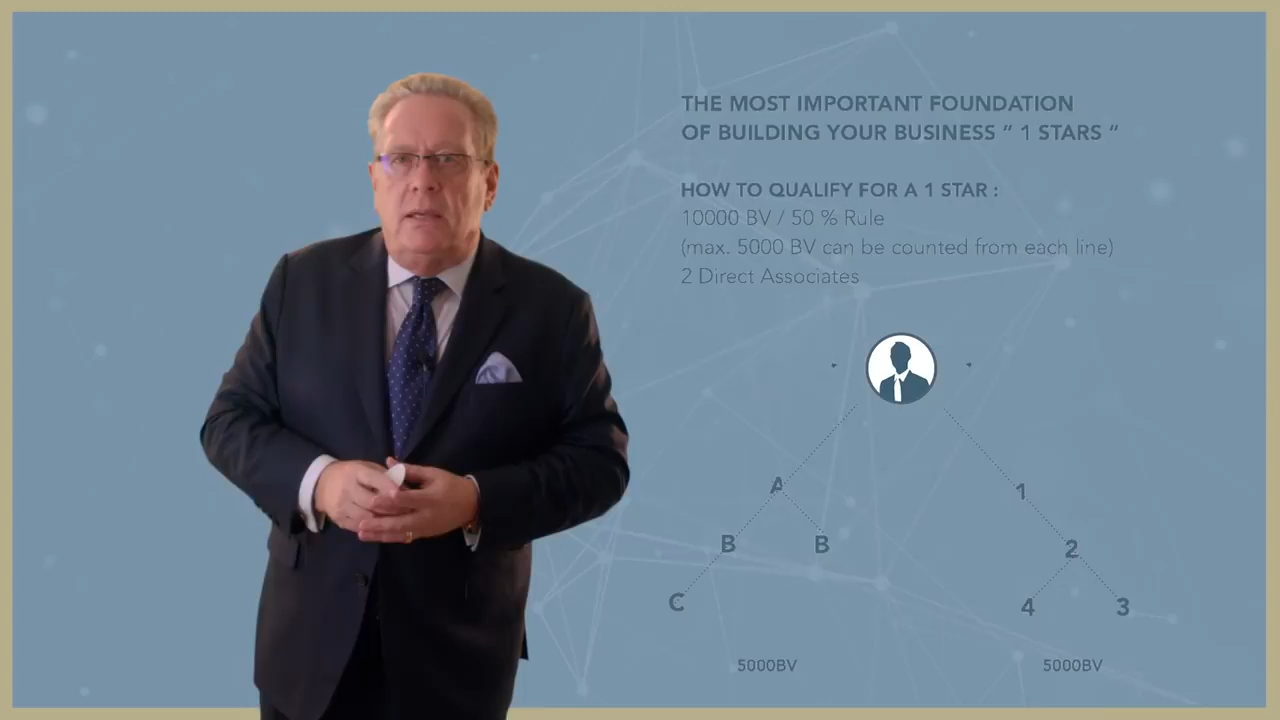 THE MOST IMPORTANT FOUNDATION
OF BUILDING YOUR BUSINESS “ 1 STARS “
HOW TO QUALIFY FOR A 1 STAR :
10000 BV / 50 % Rule
(max. 5000 BV can be counted from each line)
2 Direct Associates
A
1
B
B
2
C
4
3
5000BV
5000BV